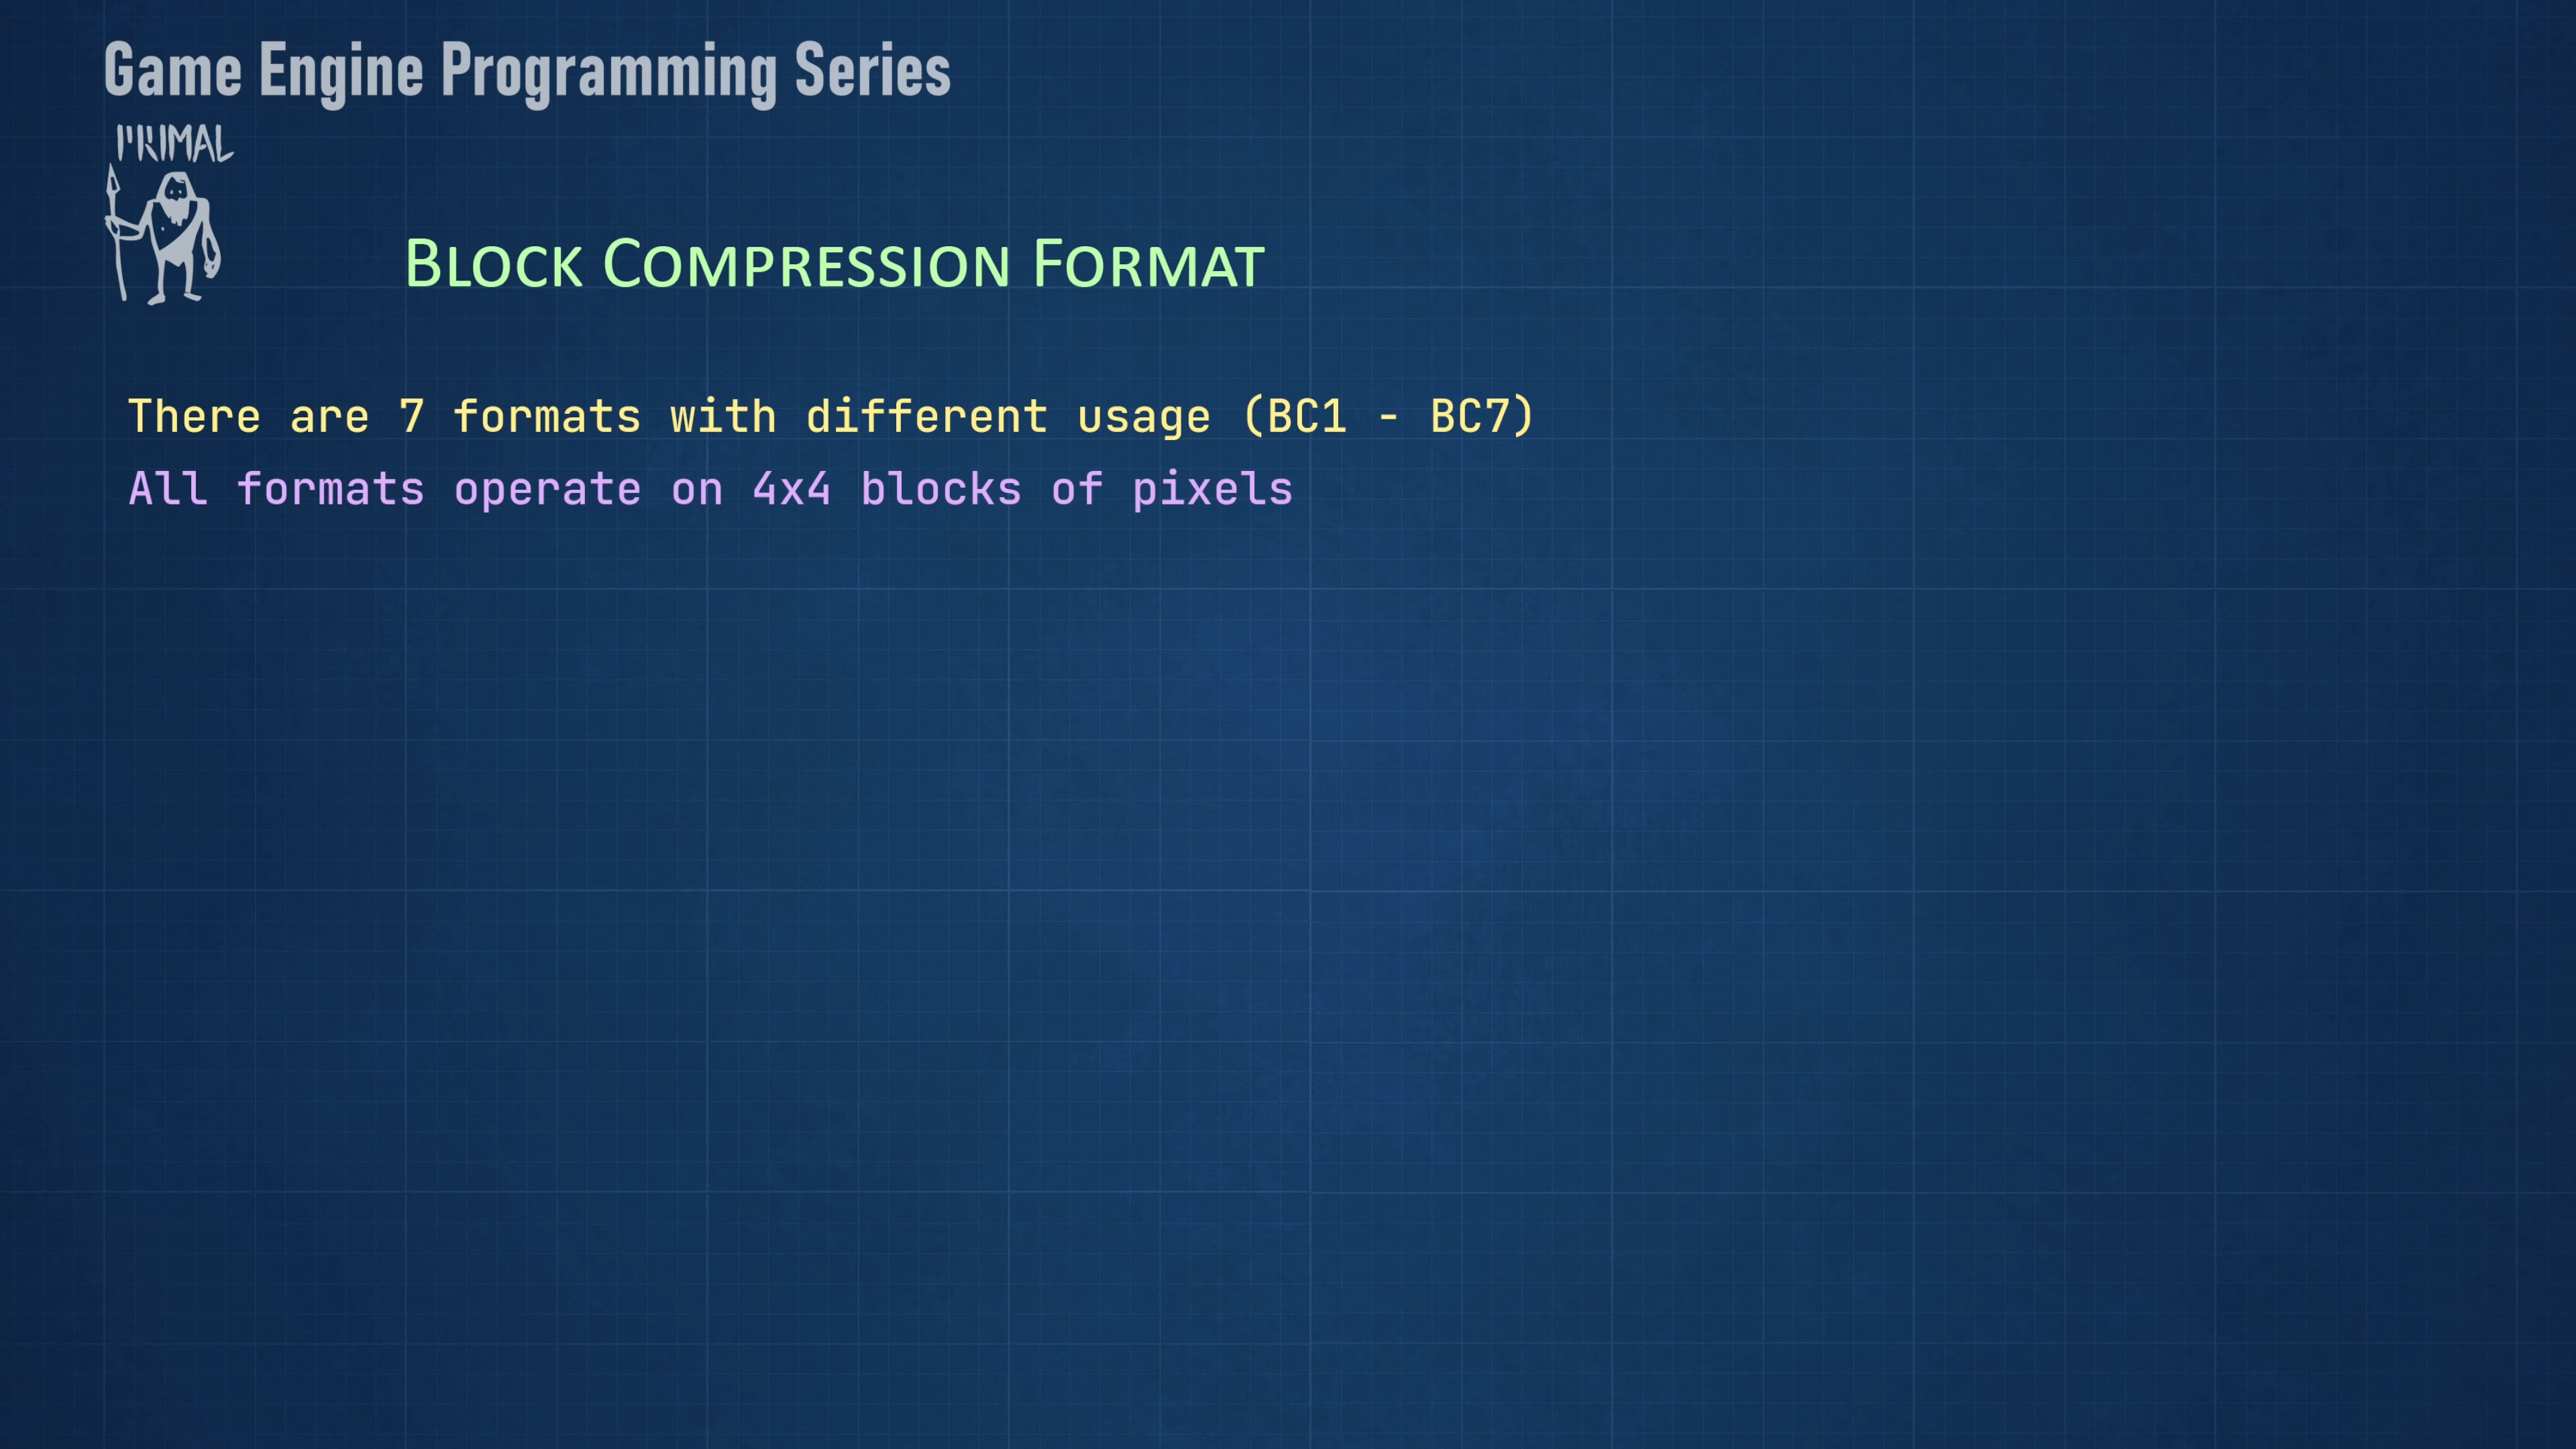 Game Engine Programming Series
PRIMAL
Block Compression Format
There are 7 formats with different usage (BC1 - BC7)
All formats operate on 4x4 blocks of pixels